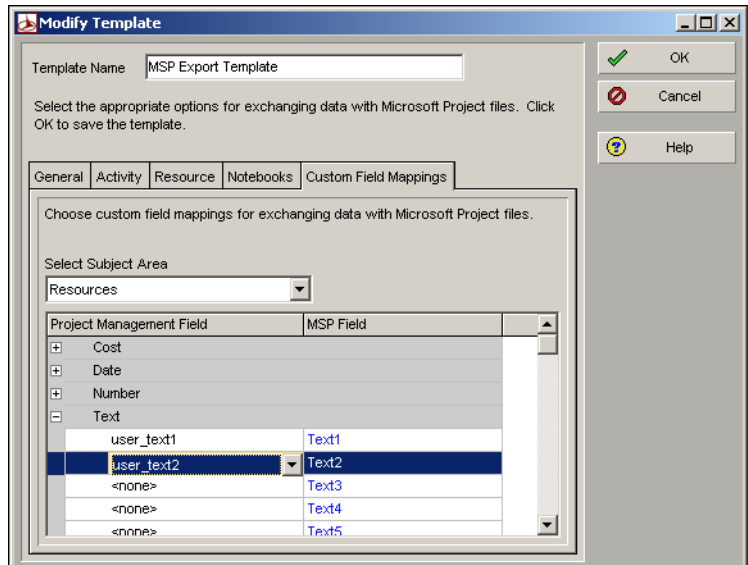 Modify Template
Template Name MSP Export Template
OK
Select the appropriate options for exchanging data with Microsoft Project files. Click
OK to save the template.
Cancel
Help
General Activity Resource Notebooks Custom Field Mappings
Choose custom field mappings for exchanging data with Microsoft Project files.
Select Subject Area
Resources
Project Management Field MSP Field
Cost
Date
Number
Text
user_text1 Text1
user_text2 Text2
<none> Text3
<none> Text4
<none> Text5